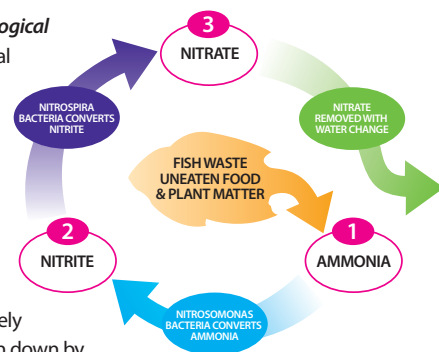 ogical
al
3
NITRATE
NITROSPIRA
BACTERIA CONVERTS
NITRITE
NITRATE
REMOVED WITH
WATER CHANGE
FISH WASTE
UNEATEN FOOD
& PLANT MATTER
2
NITRITE
1
AMMONIA
NITROSOMONAS
BACTERIA CONVERTS
AMMONIA
ely
n down by